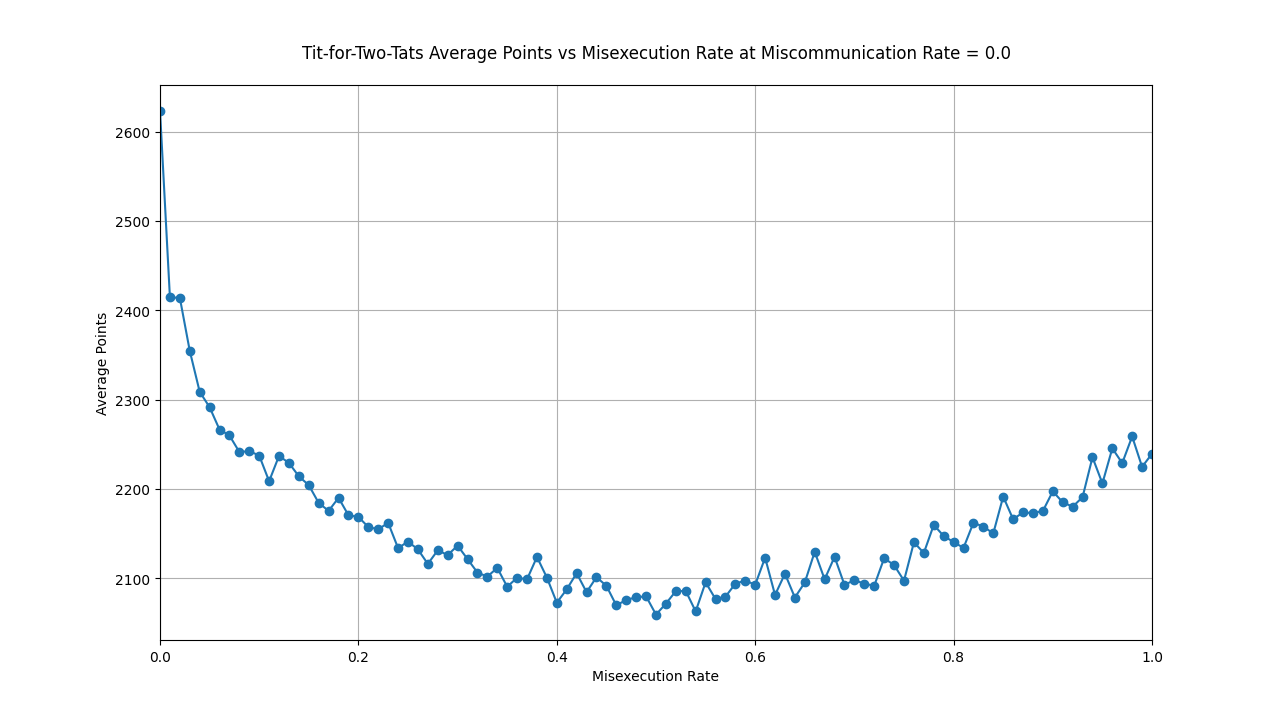 Tit-for-Two-Tats Average Points vs Misexecution Rate at Miscommunication Rate = 0.0
2600
2500
2400
2300
2200
2100
Average Points
0.0 0.2 0.4 0.6 0.8 1.0
Misexecution Rate